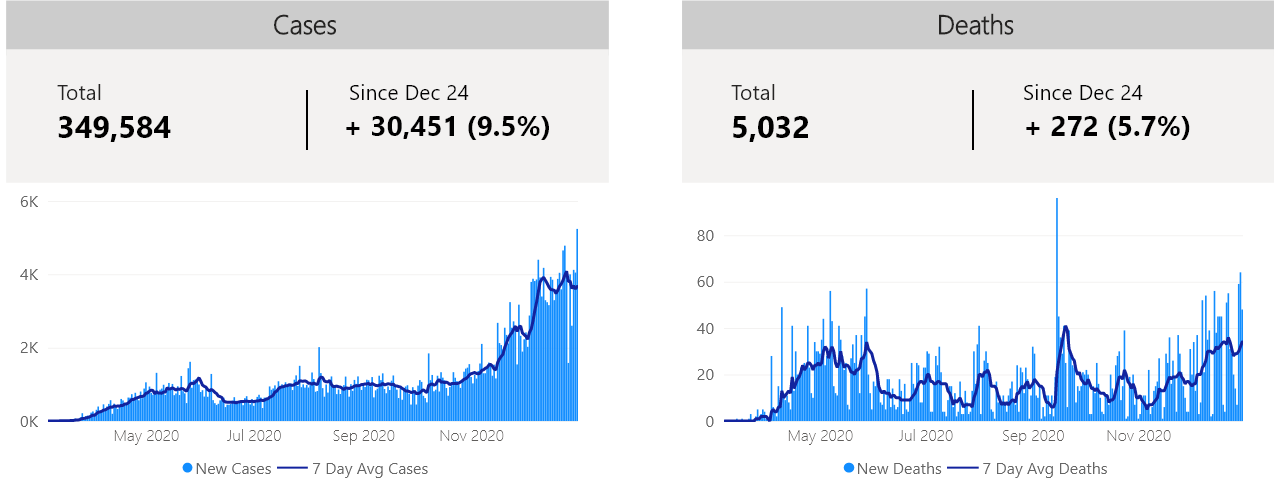 Cases
Total
349,584
Since Dec 24
+ 30,451 (9.5%)
6K
4K
2K
0K
May 2020 Jul 2020 Sep 2020 Nov 2020
New Cases 7 Day Avg Cases
Deaths
Total
5,032
Since Dec 24
+ 272 (5.7%)
80
60
40
20
0
May 2020 Jul 2020 Sep 2020 Nov 2020
New Deaths 7 Day Avg Deaths